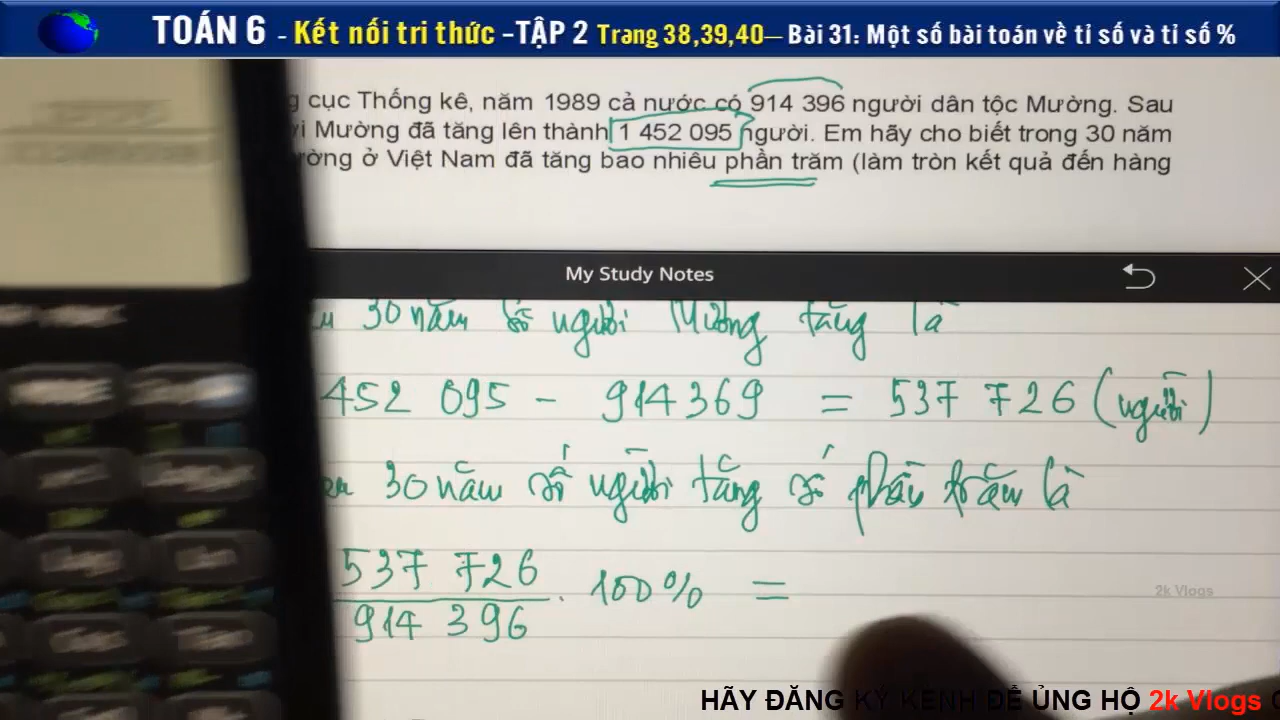 TOÁN 6 - Kết nối tri thức -TẬP 2 Trang 38,39,40— Bài 31: Một số bài toán về tỉ số và tỉ số %
cục Thống kê, năm 1989 cả nước có 914 396 người dân tộc Mường. Sau
Mường đã tăng lên thành 1 452 095 người. Em hãy cho biết trong 30 năm
ường ở Việt Nam đã tăng bao nhiêu phần trăm (làm tròn kết quả đến hàng
My Study Notes
30 năm số người Mường tăng là
452 095 - 914369 = 537 726 (người)
30 năm số người tăng số phần trăm là
537 726
914 396
. 100% =
2k Vlogs
HÃY ĐĂNG KÝ KÊNH ĐỂ ỦNG HỘ 2k Vlogs